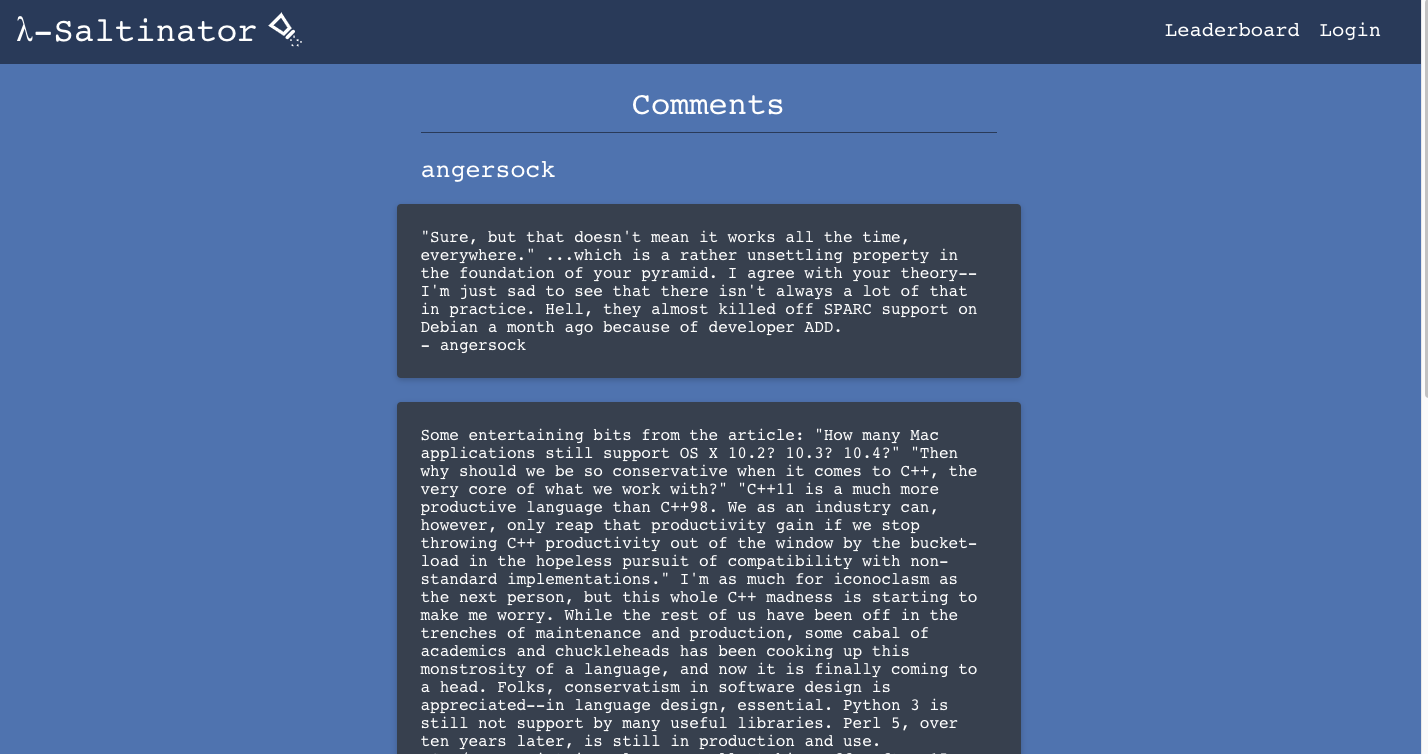 λ-Saltinator
Leaderboard Login
Comments
angersock
"Sure, but that doesn't mean it works all the time,
everywhere." ...which is a rather unsettling property in
the foundation of your pyramid. I agree with your theory--
I'm just sad to see that there isn't always a lot of that
in practice. Hell, they almost killed off SPARC support on
Debian a month ago because of developer ADD.
- angersock
Some entertaining bits from the article: "How many Mac
applications still support OS X 10.2? 10.3? 10.4?" "Then
why should we be so conservative when it comes to C++, the
very core of what we work with?" "C++11 is a much more
productive language than C++98. We as an industry can,
however, only reap that productivity gain if we stop
throwing C++ productivity out of the window by the bucket-
load in the hopeless pursuit of compatibility with non-
standard implementations." I'm as much for iconoclasm as
the next person, but this whole C++ madness is starting to
make me worry. While the rest of us have been off in the
trenches of maintenance and production, some cabal of
academics and chuckleheads has been cooking up this
monstrosity of a language, and now it is finally coming to
a head. Folks, conservatism in software design is
appreciated--in language design, essential. Python 3 is
still not support by many useful libraries. Perl 5, over
ten years later, is still in production and use.